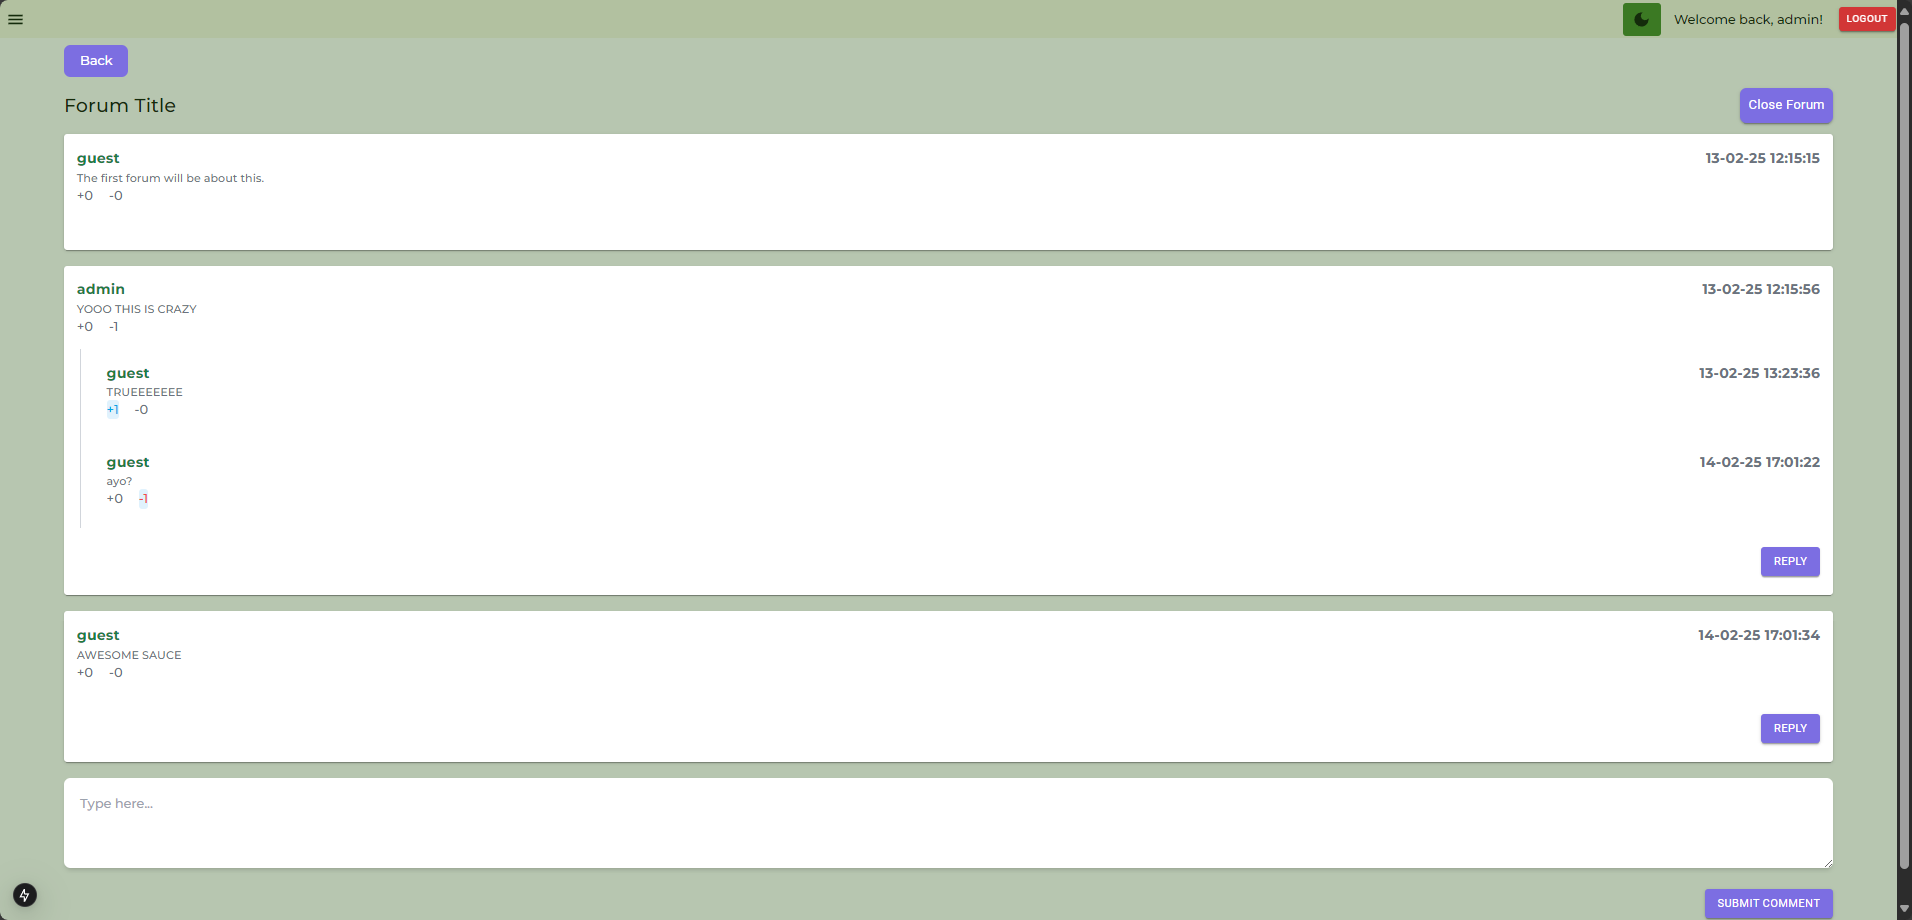 Welcome back, admin!
LOGOUT
Back
Forum Title
Close Forum
guest
13-02-25 12:15:15
The first forum will be about this.
+0 -0
admin
13-02-25 12:15:56
YOOO THIS IS CRAZY
+0 -1
guest
13-02-25 13:23:36
TRUEEEEEEE
+1 -0
guest
14-02-25 17:01:22
ayo?
+0 -1
REPLY
guest
14-02-25 17:01:34
AWESOME SAUCE
+0 -0
REPLY
Type here...
SUBMIT COMMENT